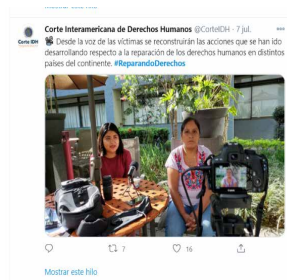 Corte Interamericana de Derechos Humanos @CorteIDH · 7 jul.
Corte IDH
Desde la voz de las víctimas se reconstruirán las acciones que se han ido
desarrollando respecto a la reparación de los derechos humanos en distintos
países del continente. #ReparandoDerechos
7
16
Mostrar este hilo